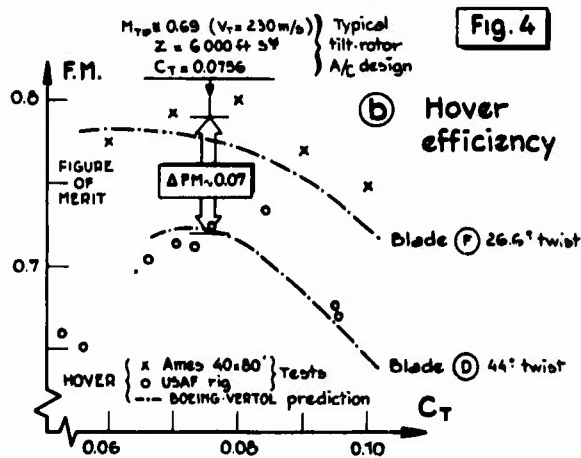 M_Tip = 0.69 (V_T = 230 m/s)
Z = 6000 ft
C_T = 0.0756
Typical
tilt-rotor
A/c design
Fig. 4
F.M.
b Hover
efficiency
0.8
FIGURE
OF
MERIT
ΔFM~0.07
Blade F 26.5° twist
0.7
Blade D 44° twist
HOVER
x Ames 40x80'
o USAF rig
Tests
BOEING-VERTOL prediction
C_T
0.06
0.08
0.10